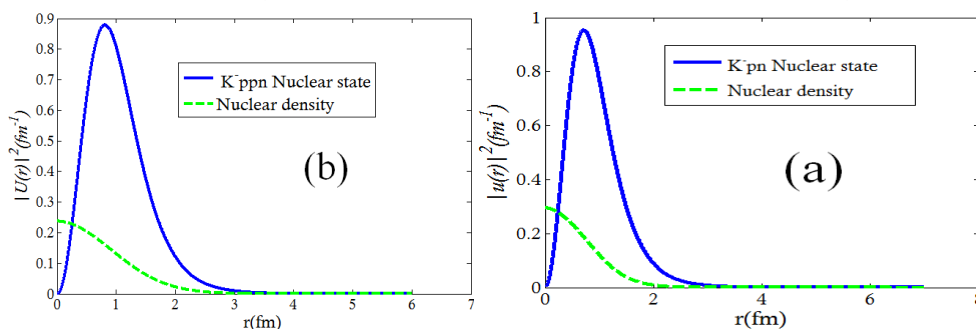 0.9
0.8
0.7
0.6
0.5
0.4
0.3
0.2
0.1
0
0
1
2
3
4
5
6
7
|U(r)|²(fm⁻¹)
r(fm)
K⁻ppn Nuclear state
Nuclear density
(b)
1
0.8
0.6
0.4
0.2
0
0
2
4
6
8
|u(r)|²(fm⁻¹)
r(fm)
K⁻pn Nuclear state
Nuclear density
(a)